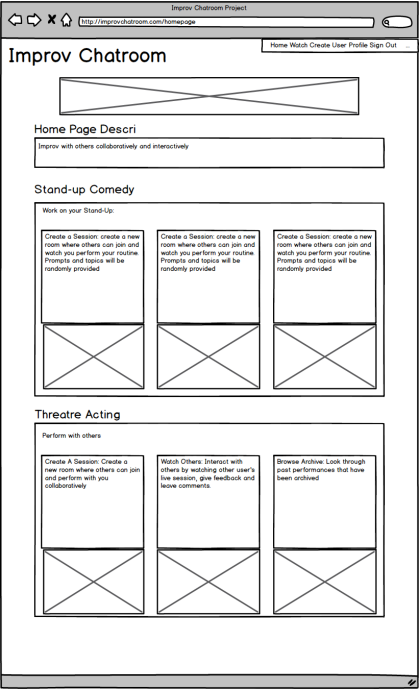 Improv Chatroom Project
http://improvchatroom.com/homepage
Home Watch Create User Profile Sign Out ...
Improv Chatroom
Home Page Descri
Improv with others collaboratively and interactively
Stand-up Comedy
Work on your Stand-Up:
Create a Session: create a new
room where others can join and
watch you perform your routine.
Prompts and topics will be
randomly provided
Create a Session: create a new
room where others can join and
watch you perform your routine.
Prompts and topics will be
randomly provided
Create a Session: create a new
room where others can join and
watch you perform your routine.
Prompts and topics will be
randomly provided
Threatre Acting
Perform with others
Create A Session: Create a
new room where others can join
and perform with you
collaboratively
Watch Others: Interact with
others by watching other user's
live session, give feedback and
leave comments.
Browse Archive: Look through
past performances that have
been archived